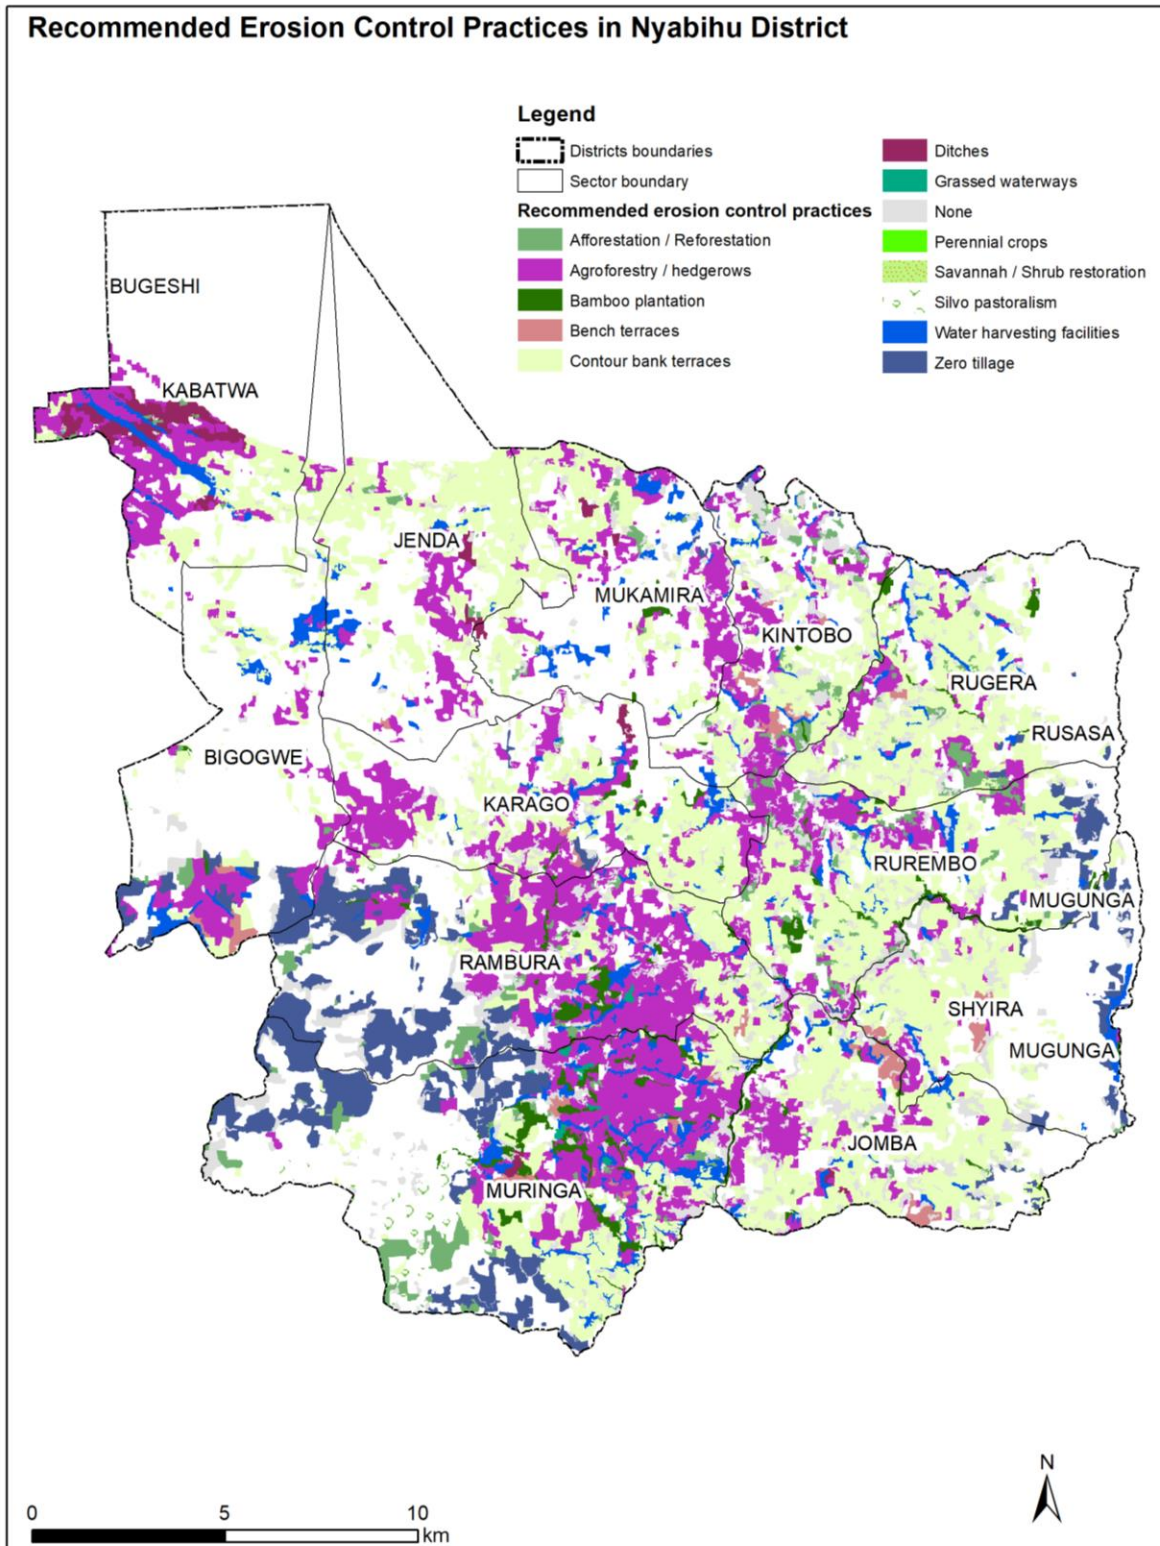 Recommended Erosion Control Practices in Nyabihu District
Legend
Districts boundaries
Sector boundary
Recommended erosion control practices
Afforestation / Reforestation
Agroforestry / hedgerows
Bamboo plantation
Bench terraces
Contour bank terraces
Ditches
Grassed waterways
None
Perennial crops
Savannah / Shrub restoration
Silvo pastoralism
Water harvesting facilities
Zero tillage
BUGESHI
KABATWA
JENDA
MUKAMIRA
KINTOBO
RUGERA
RUSASA
BIGOGWE
KARAGO
RUREMBO
MUGUNGA
RAMBURA
SHYIRA
MUGUNGA
JOMBA
MURINGA
N
0 5 10
km